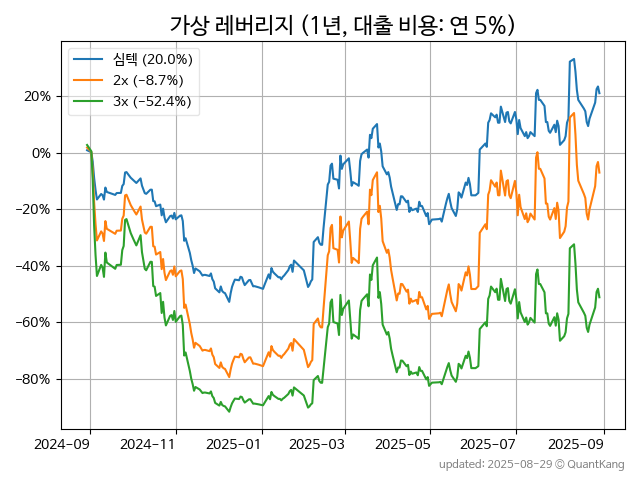 가상 레버리지 (1년, 대출 비용: 연 5%)
심텍 (20.0%)
2x (-8.7%)
3x (-52.4%)
20%
0%
-20%
-40%
-60%
-80%
2024-09 2024-11 2025-01 2025-03 2025-05 2025-07 2025-09
updated: 2025-08-29 © QuantKang